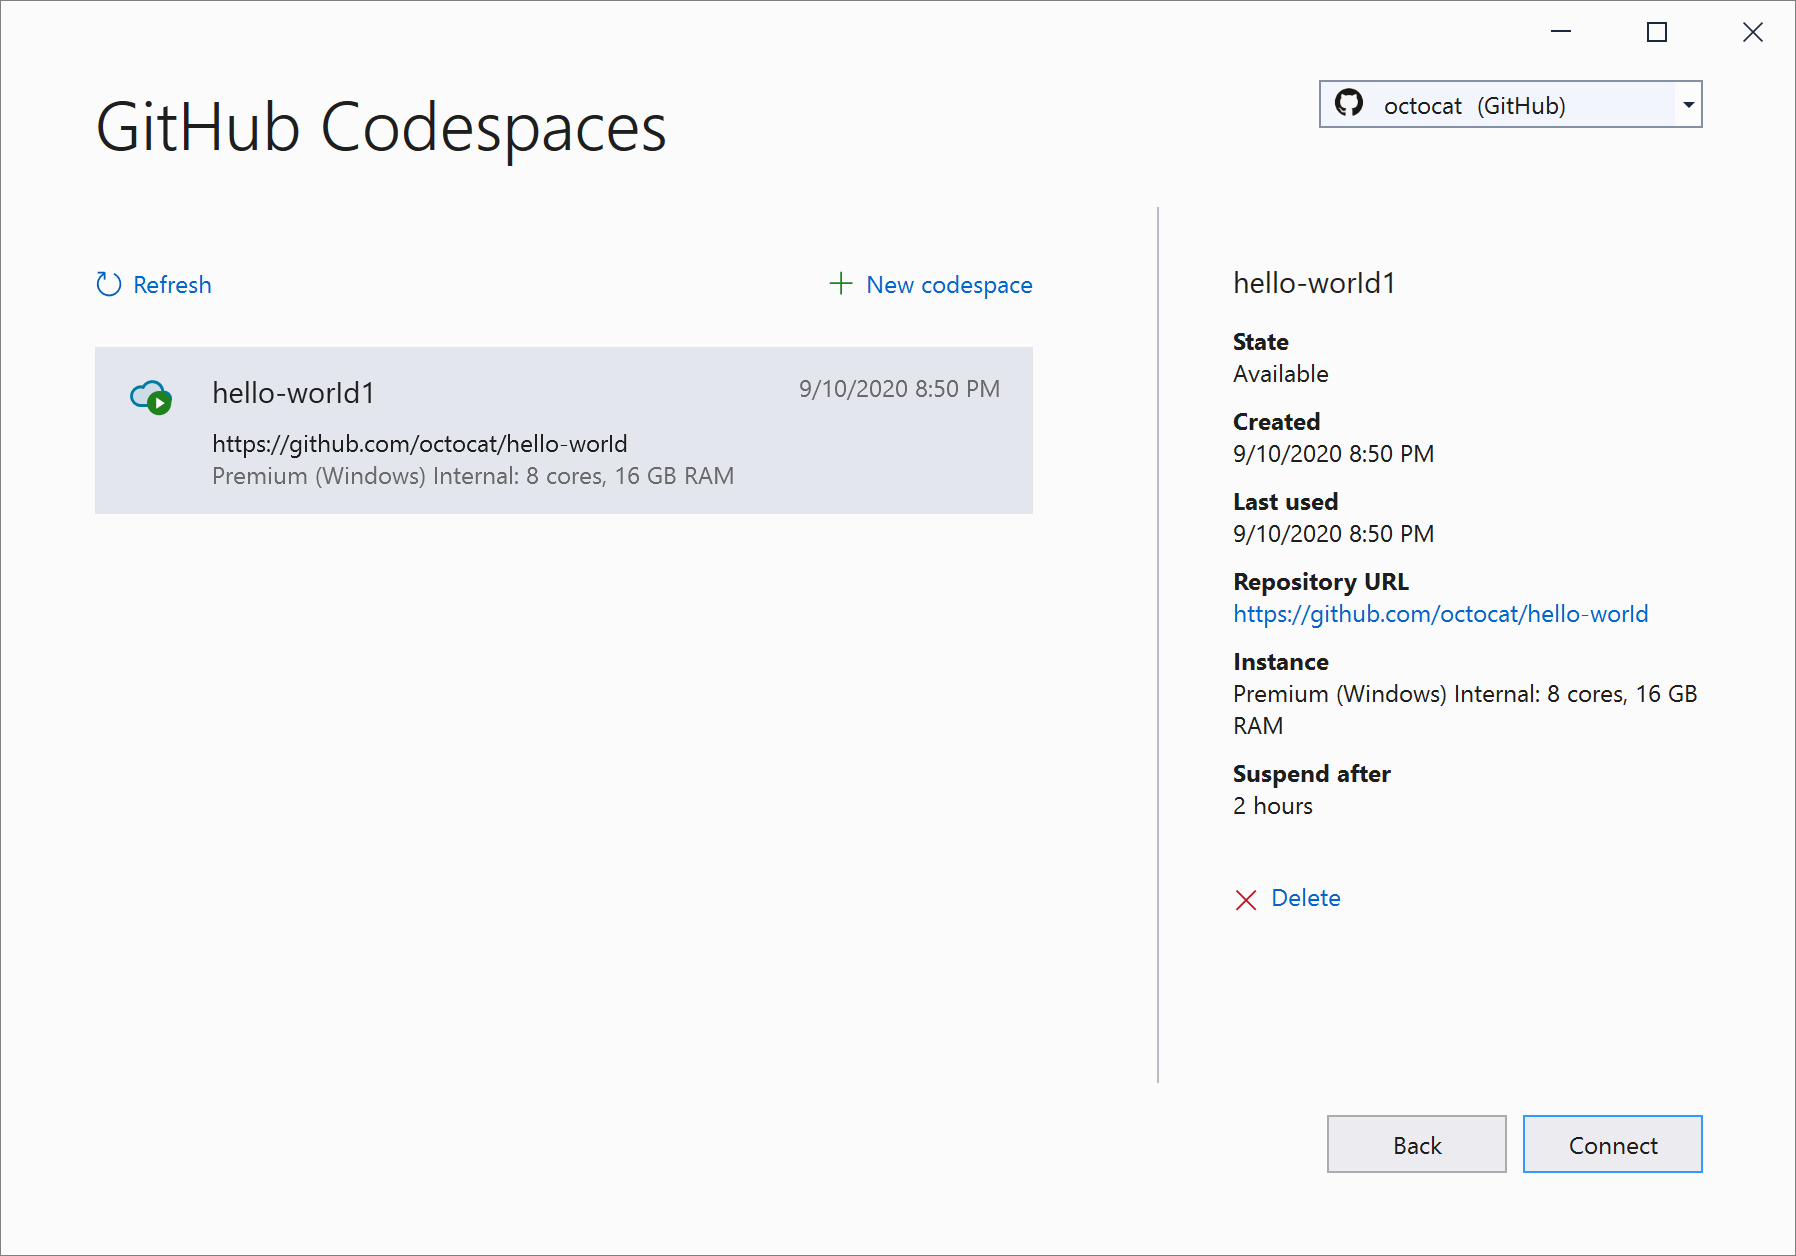 GitHub Codespaces
octocat (GitHub)
Refresh
New codespace
hello-world1
9/10/2020 8:50 PM
https://github.com/octocat/hello-world
Premium (Windows) Internal: 8 cores, 16 GB RAM
hello-world1
State
Available
Created
9/10/2020 8:50 PM
Last used
9/10/2020 8:50 PM
Repository URL
https://github.com/octocat/hello-world
Instance
Premium (Windows) Internal: 8 cores, 16 GB
RAM
Suspend after
2 hours
Delete
Back
Connect